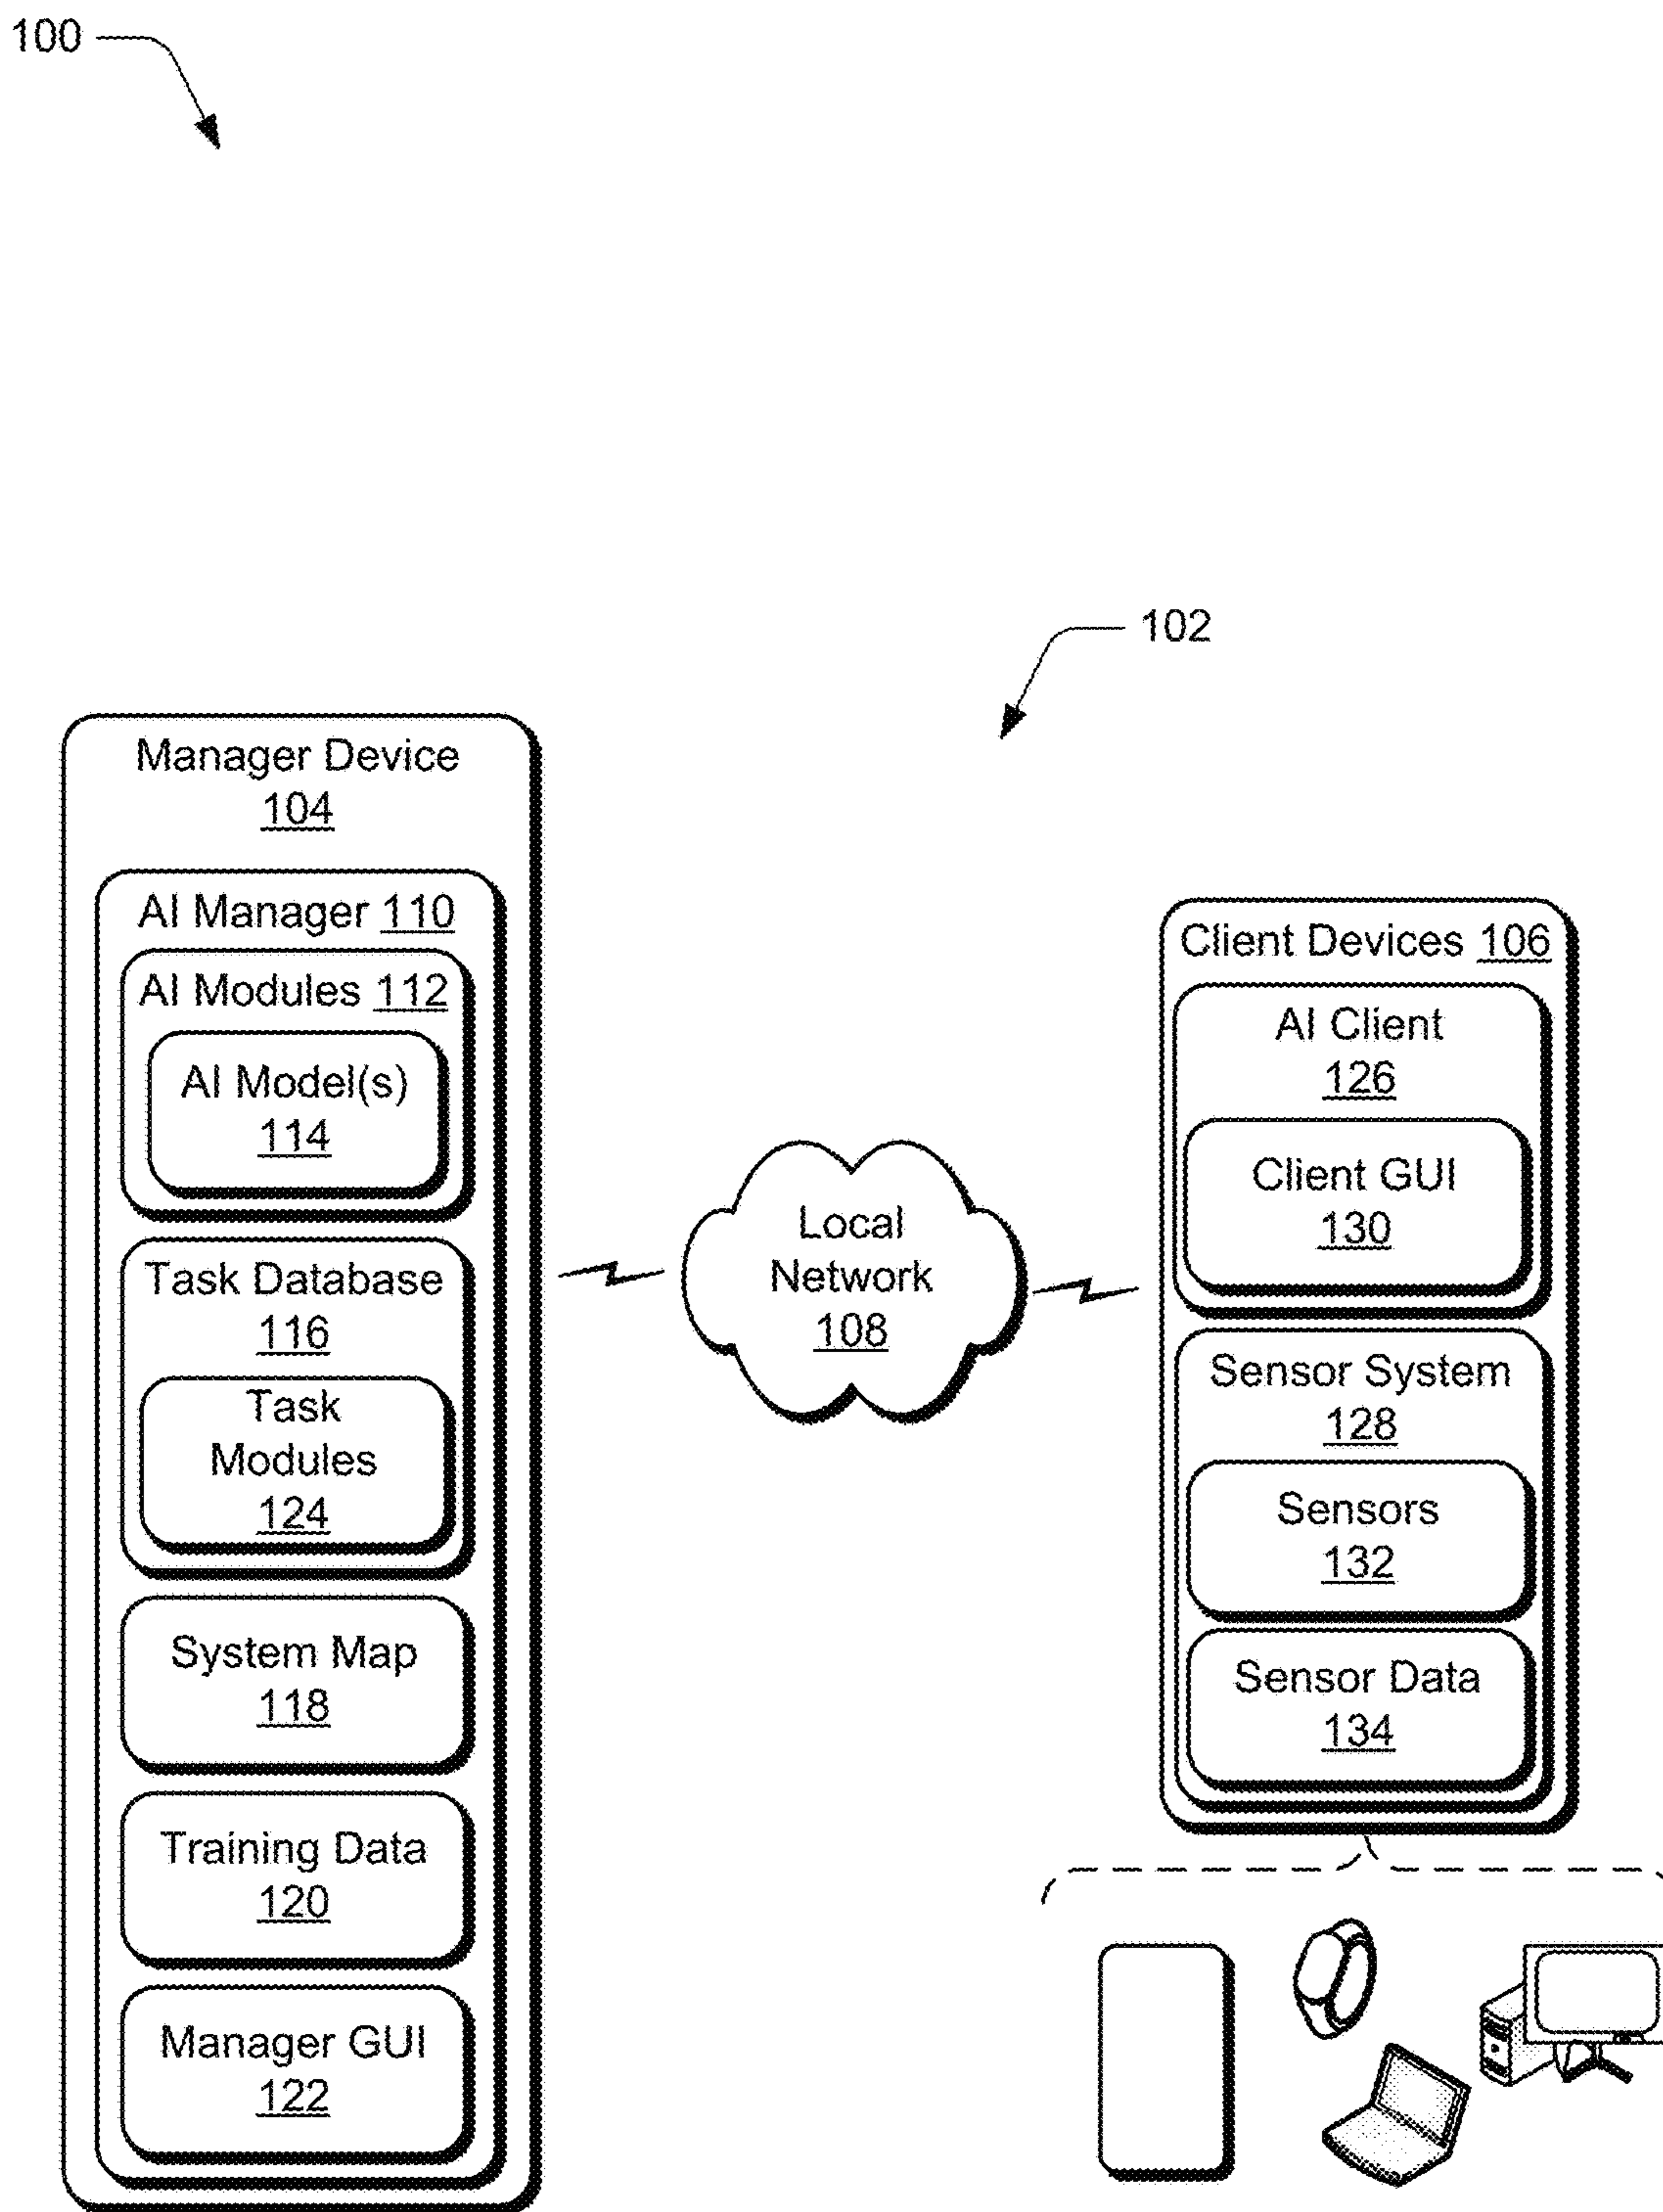 100
102
Manager Device
104
AI Manager 110
AI Modules 112
AI Model(s)
114
Task Database
116
Task
Modules
124
System Map
118
Training Data
120
Manager GUI
122
Local
Network
108
Client Devices 106
AI Client
126
Client GUI
130
Sensor System
128
Sensors
132
Sensor Data
134